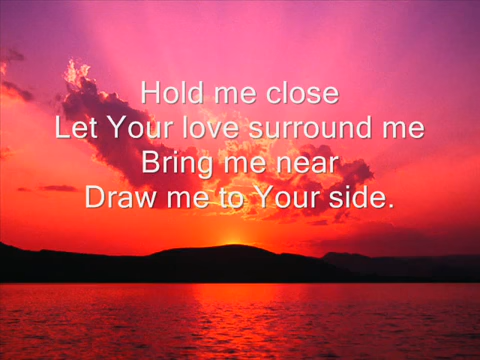 Hold me close
Let Your love surround me
Bring me near
Draw me to Your side.